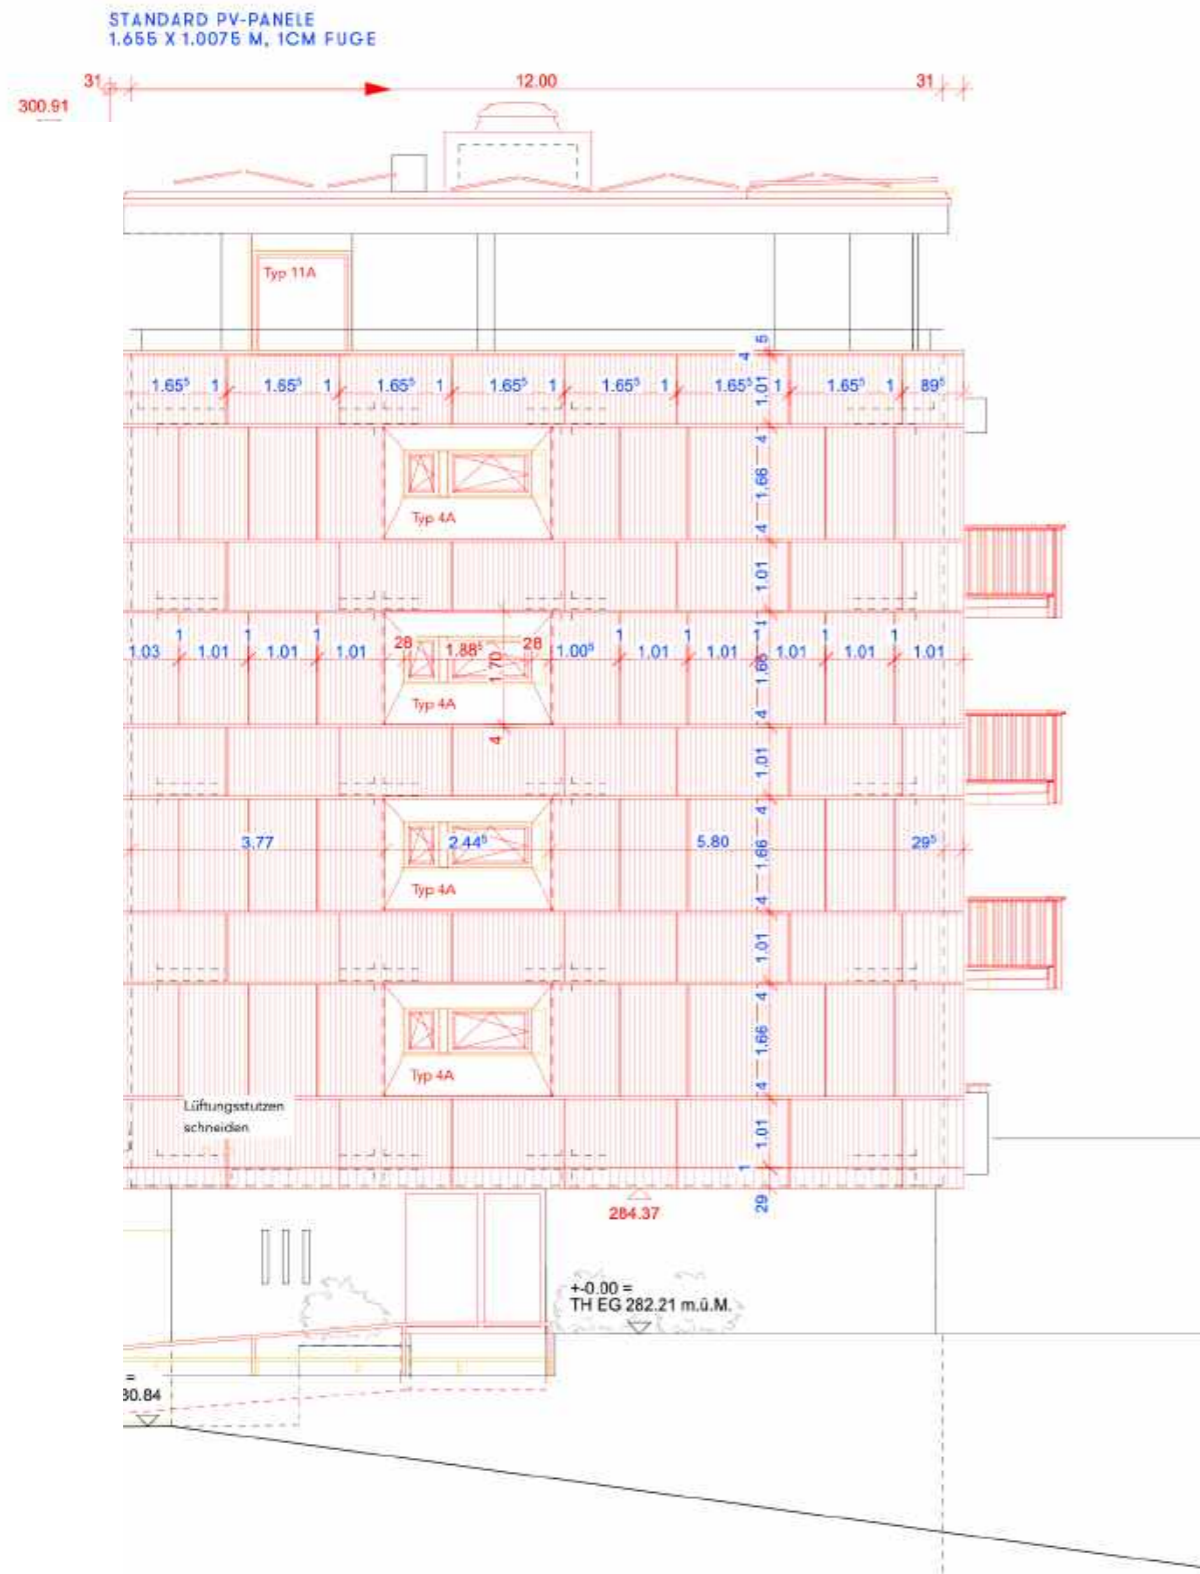 STANDARD PV-PANELE
1.655 X 1.0075 M, 1CM FUGE
31 12.00 31
300.91
Typ 11A
5
4
1.65⁵ 1 1.65⁵ 1 1.65⁵ 1 1.65⁵ 1 1.65⁵ 1 1.65⁵ 1 1.65⁵ 1 89⁵
1.01
4
1.66
Typ 4A
4
1.01
1 1 1 1 1 1 1 1
1.03 1.01 1.01 1.01 28 1.88⁵ 28 1.00⁵ 1.01 1.01 1.01 1.01 1.01
1.70
1.66
Typ 4A
4
4
1.01
4
3.77 2.44⁵ 5.80 29⁵
1.66
Typ 4A
4
1.01
4
1.66
Typ 4A
4
Lüftungsstutzen
schneiden
1.01
1
29
284.37
+-0.00 =
TH EG 282.21 m.ü.M.
=
30.84